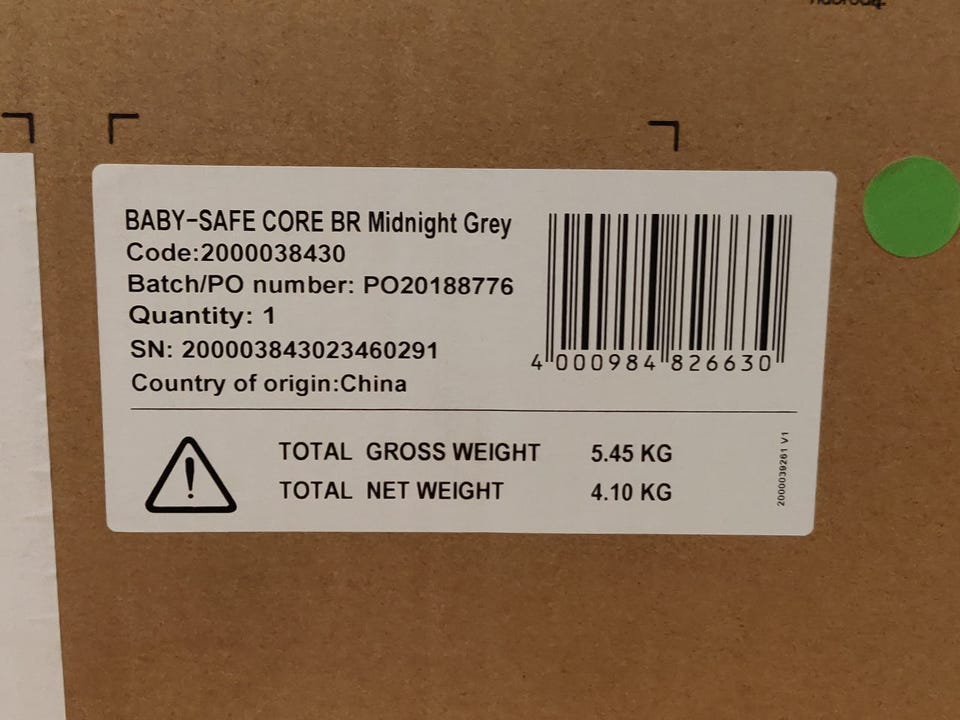 BABY-SAFE CORE BR Midnight Grey
Code:2000038430
Batch/PO number: PO20188776
Quantity: 1
SN: 200003843023460291
Country of origin:China
4 000984 826630
TOTAL GROSS WEIGHT 5.45 KG
TOTAL NET WEIGHT 4.10 KG
2000039261 V1